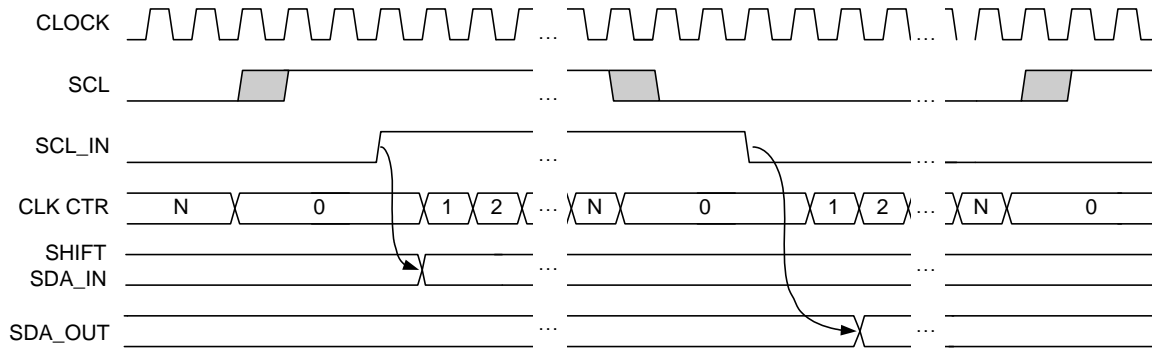 CLOCK
... ...
SCL
... ...
SCL_IN
... ...
CLK CTR N 0 1 2 ... N 0 1 2 ... N 0
SHIFT
SDA_IN
... ...
SDA_OUT
... ...